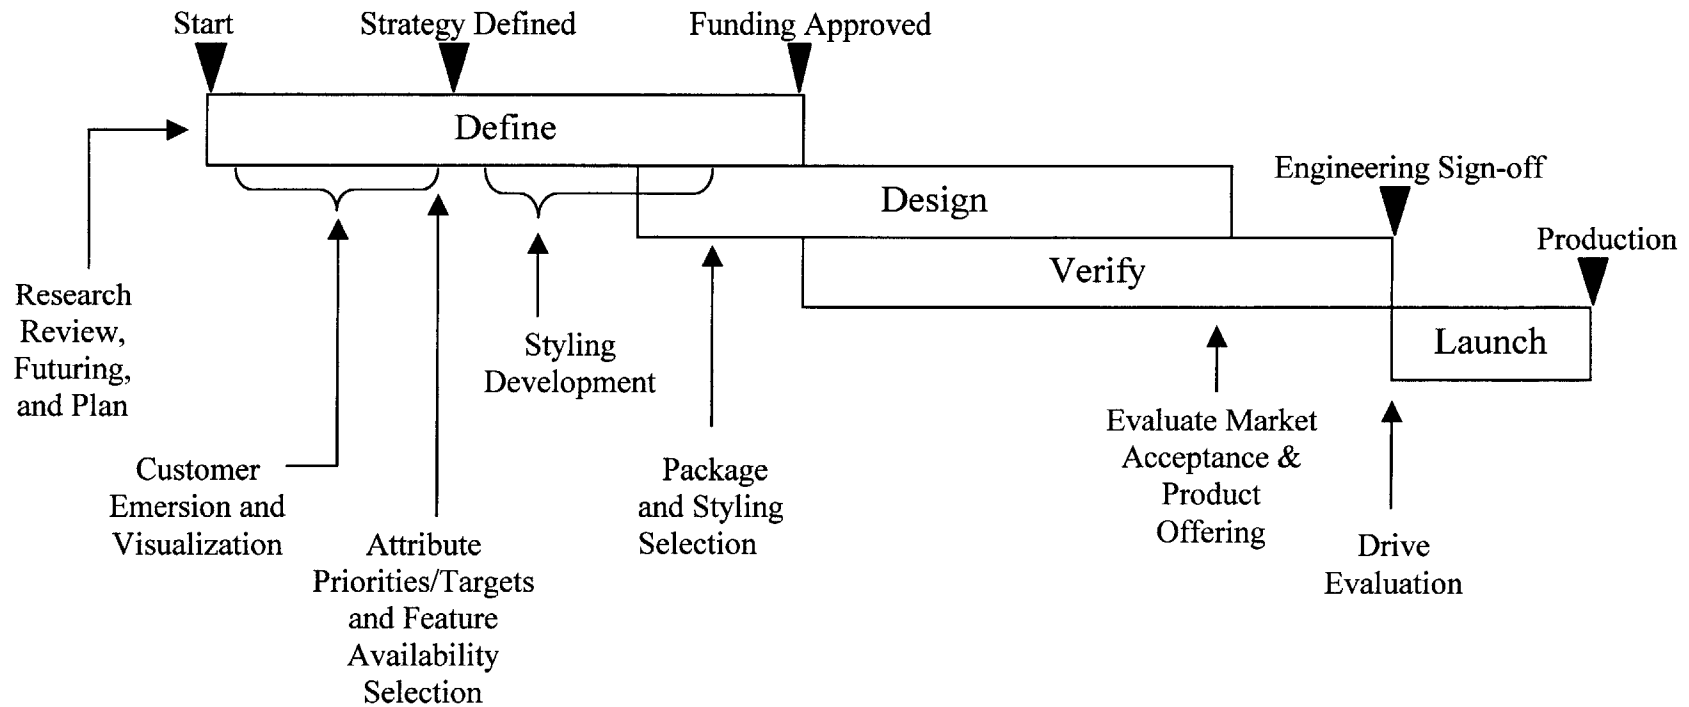 Start
Strategy Defined
Funding Approved
Define
Engineering Sign-off
Design
Production
Verify
Research
Review,
Futuring,
and Plan
Styling
Development
Launch
Evaluate Market
Acceptance &
Product
Offering
Customer
Emersion and
Visualization
Package
and Styling
Selection
Attribute
Priorities/Targets
and Feature
Availability
Selection
Drive
Evaluation